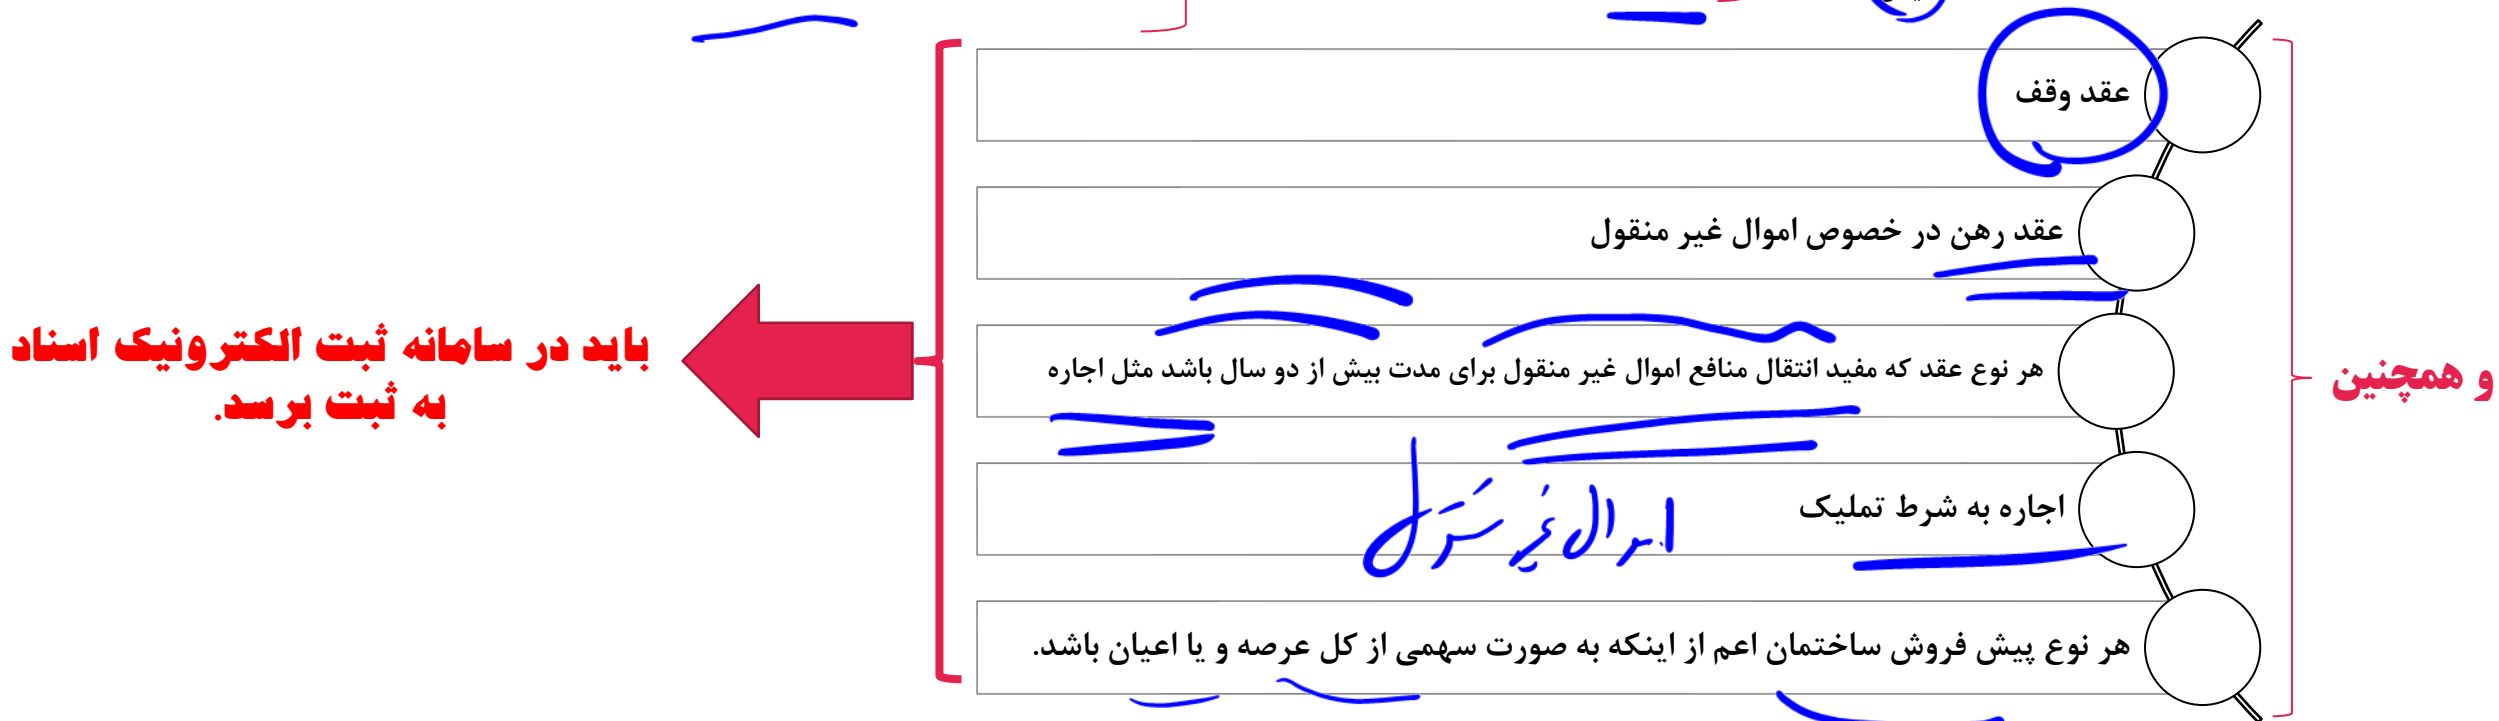 و همچنین
عقد وقف
عقد رهن در خصوص اموال غیر منقول
هر نوع عقد که مفید انتقال منافع اموال غیر منقول برای مدت بیش از دو سال باشد مثل اجاره
اجاره به شرط تملیک
اموال غیر منقول
هر نوع پیش فروش ساختمان اعم از اینکه به صورت سهمی از کل عرصه و یا اعیان باشد.
باید در سامانه ثبت الکترونیک اسناد
به ثبت برسد.